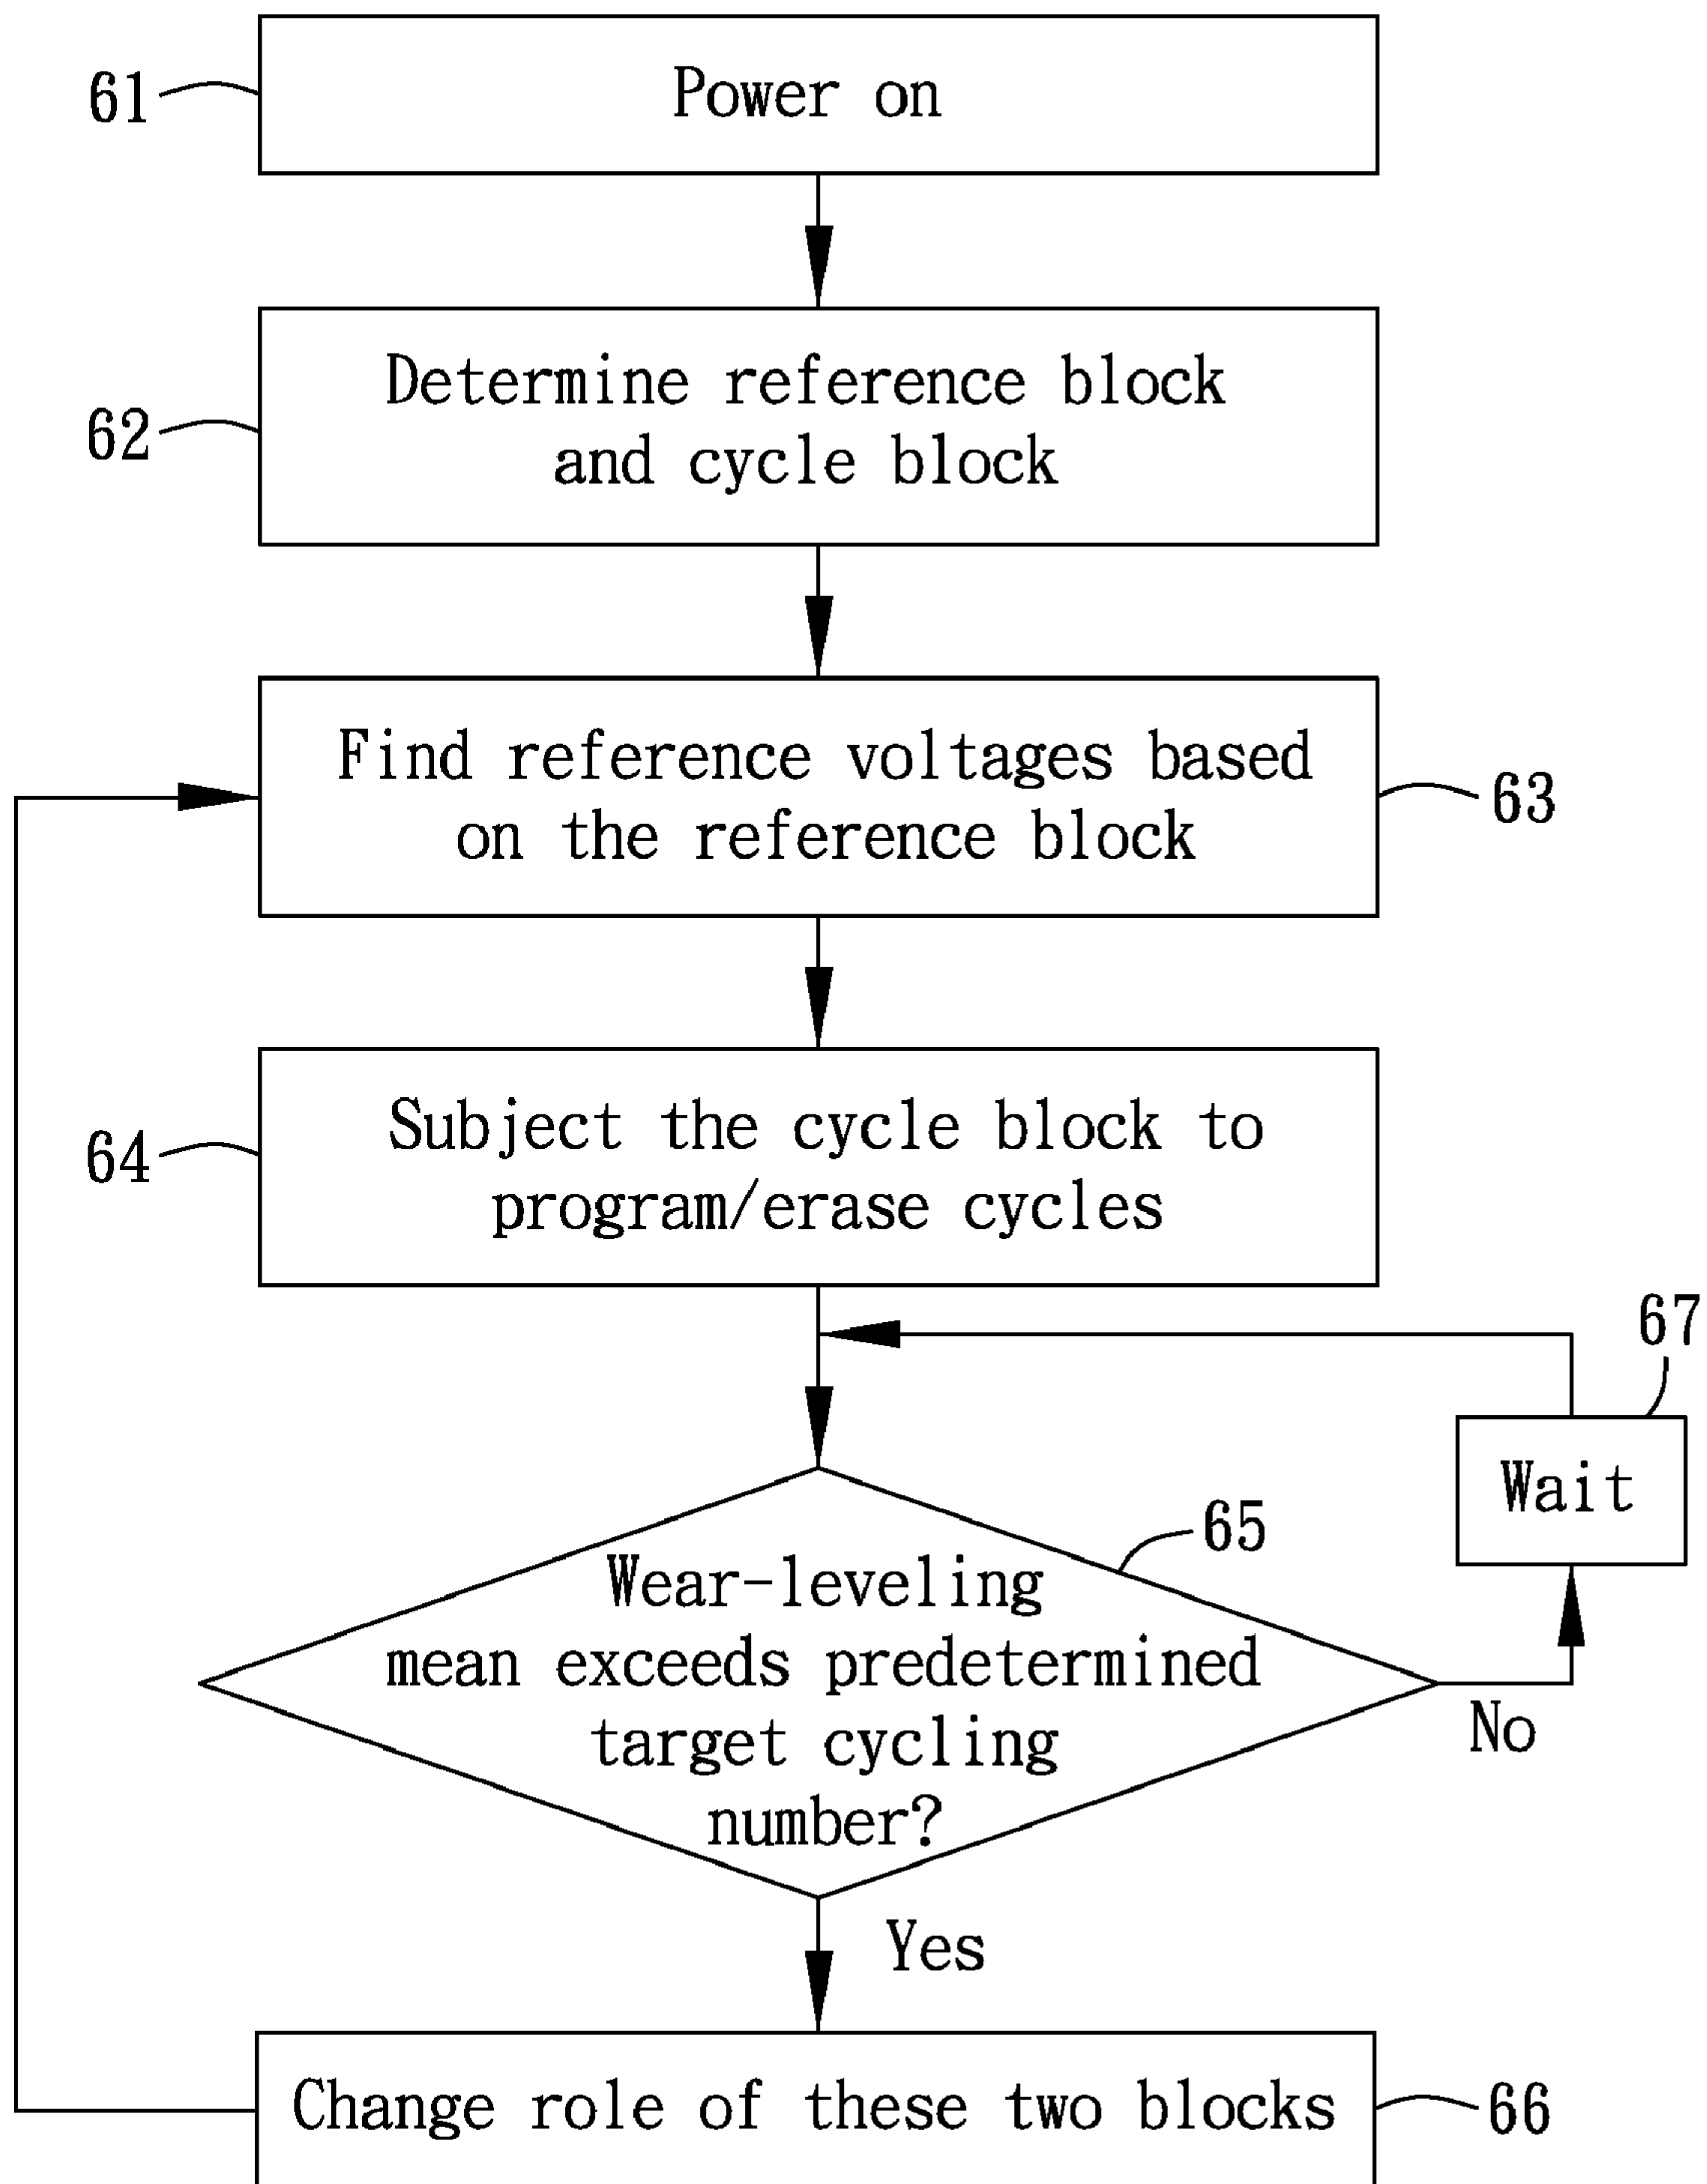 61
Power on
62
Determine reference block
and cycle block
Find reference voltages based
on the reference block
63
64
Subject the cycle block to
program/erase cycles
67
Wait
65
Wear-leveling
mean exceeds predetermined
target cycling
number?
No
Yes
Change role of these two blocks
66